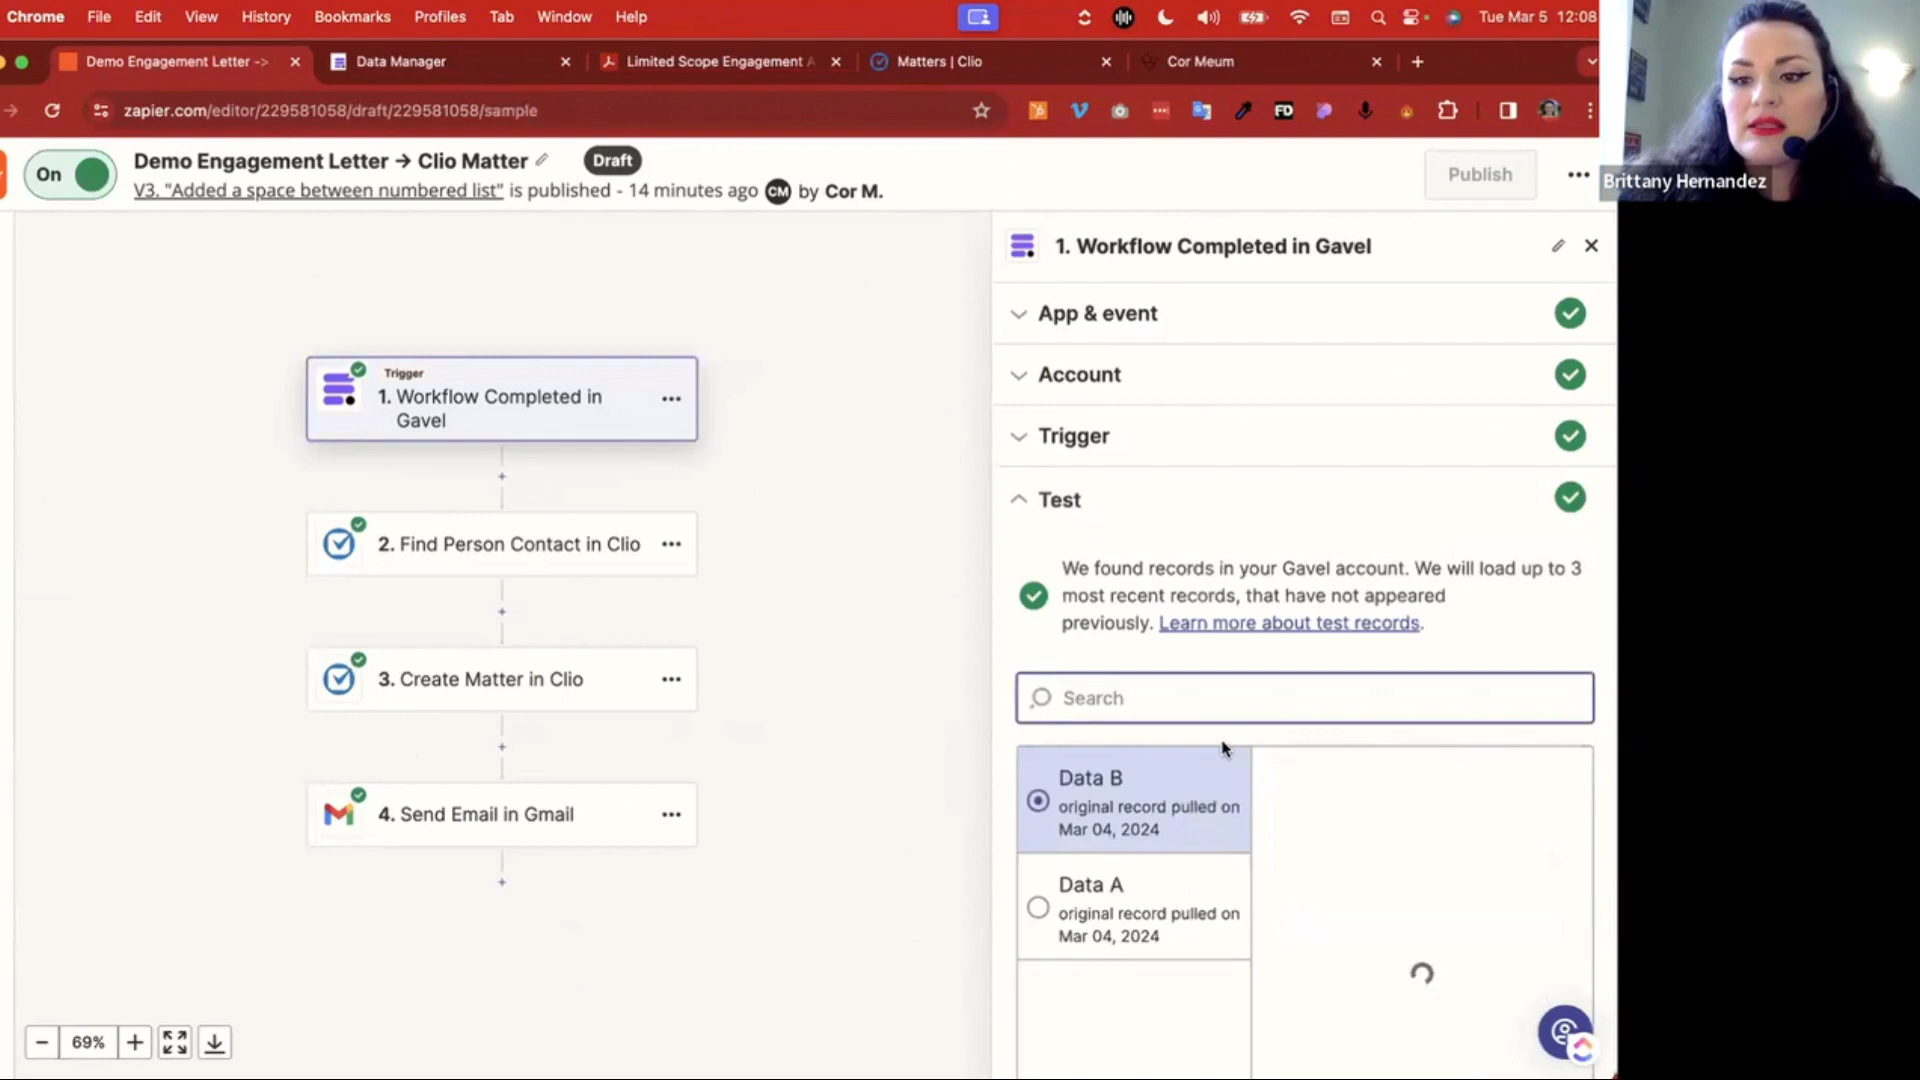 Chrome File Edit View History Bookmarks Profiles Tab Window Help Tue Mar 5 12:08
Demo Engagement Letter -> Data Manager Limited Scope Engagement A Matters | Clio Cor Meum
zapier.com/editor/229581058/draft/229581058/sample
FD
On
Demo Engagement Letter → Clio Matter Draft
V3. "Added a space between numbered list" is published - 14 minutes ago CM by Cor M.
Publish
Brittany Hernandez
1. Workflow Completed in Gavel
App & event
Account
Trigger
Test
We found records in your Gavel account. We will load up to 3
most recent records, that have not appeared
previously. Learn more about test records.
Search
Data B
original record pulled on
Mar 04, 2024
Data A
original record pulled on
Mar 04, 2024
Trigger
1. Workflow Completed in
Gavel
2. Find Person Contact in Clio
3. Create Matter in Clio
4. Send Email in Gmail
69%